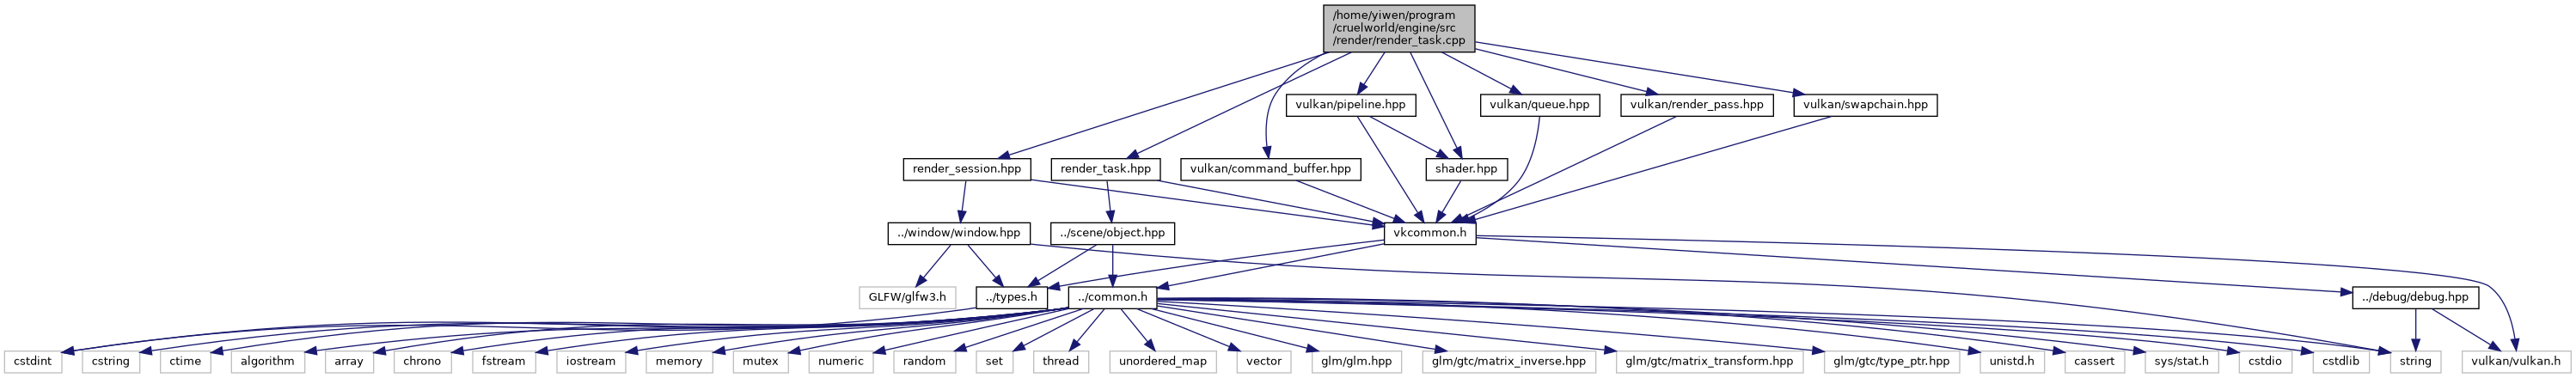 /home/yiwen/program
/cruelworld/engine/src
/render/render_task.cpp
vulkan/pipeline.hpp
vulkan/queue.hpp
vulkan/render_pass.hpp
vulkan/swapchain.hpp
render_session.hpp
render_task.hpp
vulkan/command_buffer.hpp
shader.hpp
../window/window.hpp
../scene/object.hpp
vkcommon.h
GLFW/glfw3.h
../types.h
../common.h
../debug/debug.hpp
cstdint
cstring
ctime
algorithm
array
chrono
fstream
iostream
memory
mutex
numeric
random
set
thread
unordered_map
vector
glm/glm.hpp
glm/gtc/matrix_inverse.hpp
glm/gtc/matrix_transform.hpp
glm/gtc/type_ptr.hpp
unistd.h
cassert
sys/stat.h
cstdio
cstdlib
string
vulkan/vulkan.h